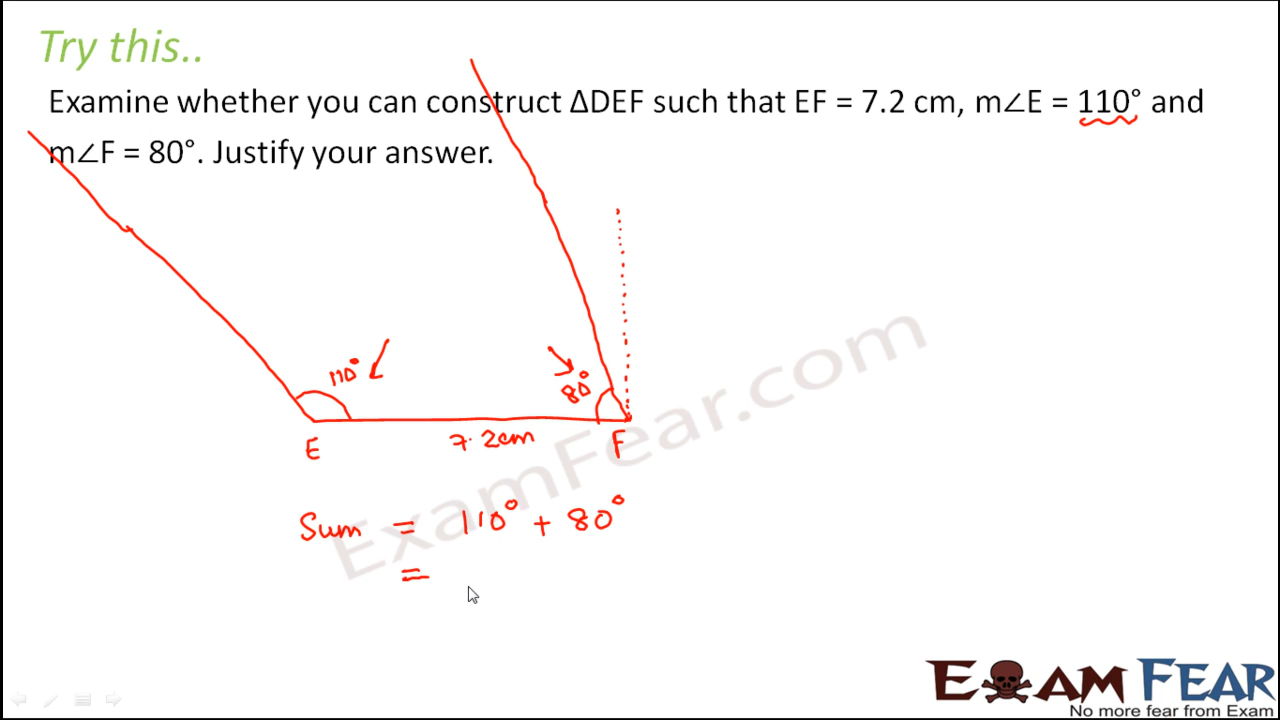 Try this..
Examine whether you can construct ΔDEF such that EF = 7.2 cm, m∠E = 110° and
m∠F = 80°. Justify your answer.
110°
80°
E
7.2cm
F
Sum = 110° + 80°
=
ExamFear.com
EXAM FEAR
No more fear from Exam